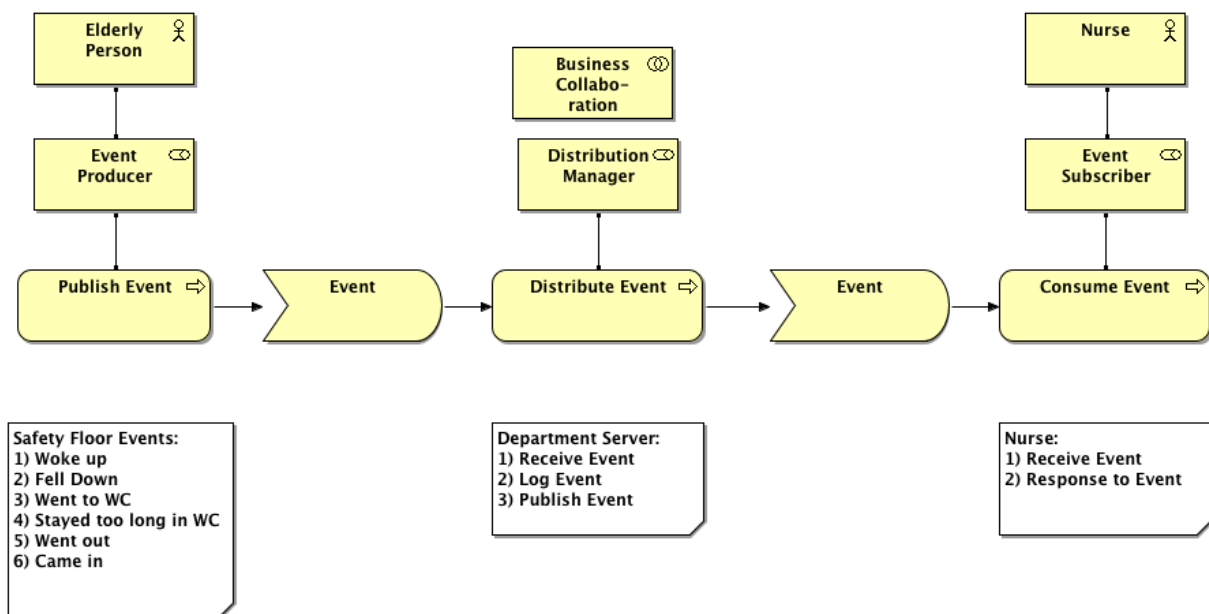 Elderly
Person
Business
Collabo-
ration
Nurse
Event
Producer
Distribution
Manager
Event
Subscriber
Publish Event
Event
Distribute Event
Event
Consume Event
Safety Floor Events:
1) Woke up
2) Fell Down
3) Went to WC
4) Stayed too long in WC
5) Went out
6) Came in
Department Server:
1) Receive Event
2) Log Event
3) Publish Event
Nurse:
1) Receive Event
2) Response to Event